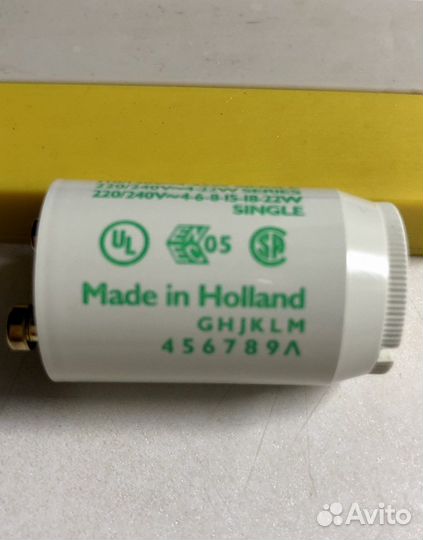 220/240V~4-22W SERIES
220/240V~4-6-8-15-18-22W
SINGLE
UL
05
Made in Holland
GHJKLM
456789Λ
Avito